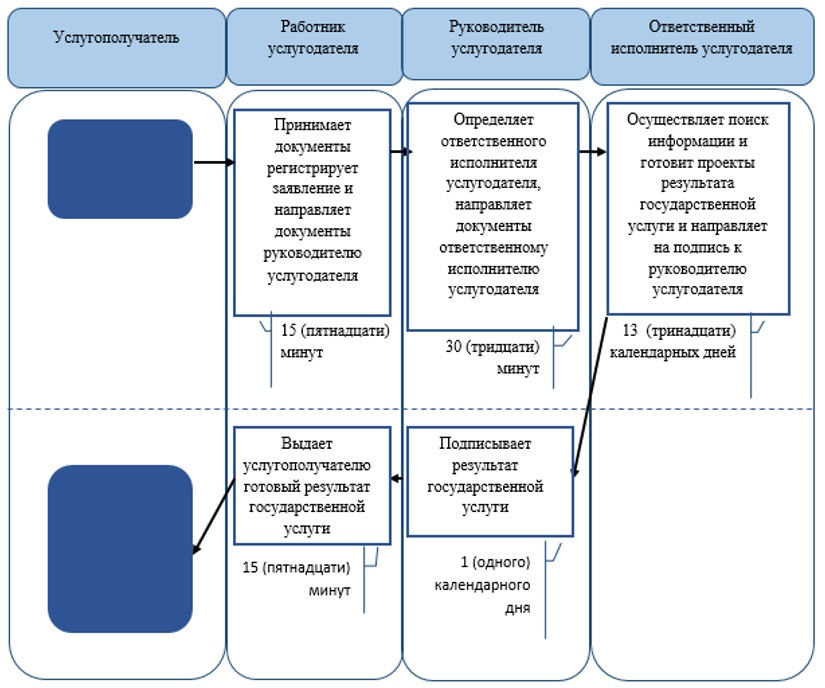 Услугополучатель
Работник
услугодателя
Руководитель
услугодателя
Ответственный
исполнитель услугодателя
Принимает
документы
регистрирует
заявление и
направляет
документы
руководителю
услугодателя
Определяет
ответственного
исполнителя
услугодателя,
направляет
документы
ответственному
исполнителю
услугодателя
Осуществляет поиск
информации и
готовит проекты
результата
государственной
услуги и направляет
на подпись к
руководителю
услугодателя
15 (пятнадцати)
минут
30 (тридцати)
минут
13 (тринадцати)
календарных дней
Выдает
услугополучателю
готовый результат
государственной
услуги
Подписывает
результат
государственной
услуги
15 (пятнадцати)
минут
1 (одного)
календарного
дня